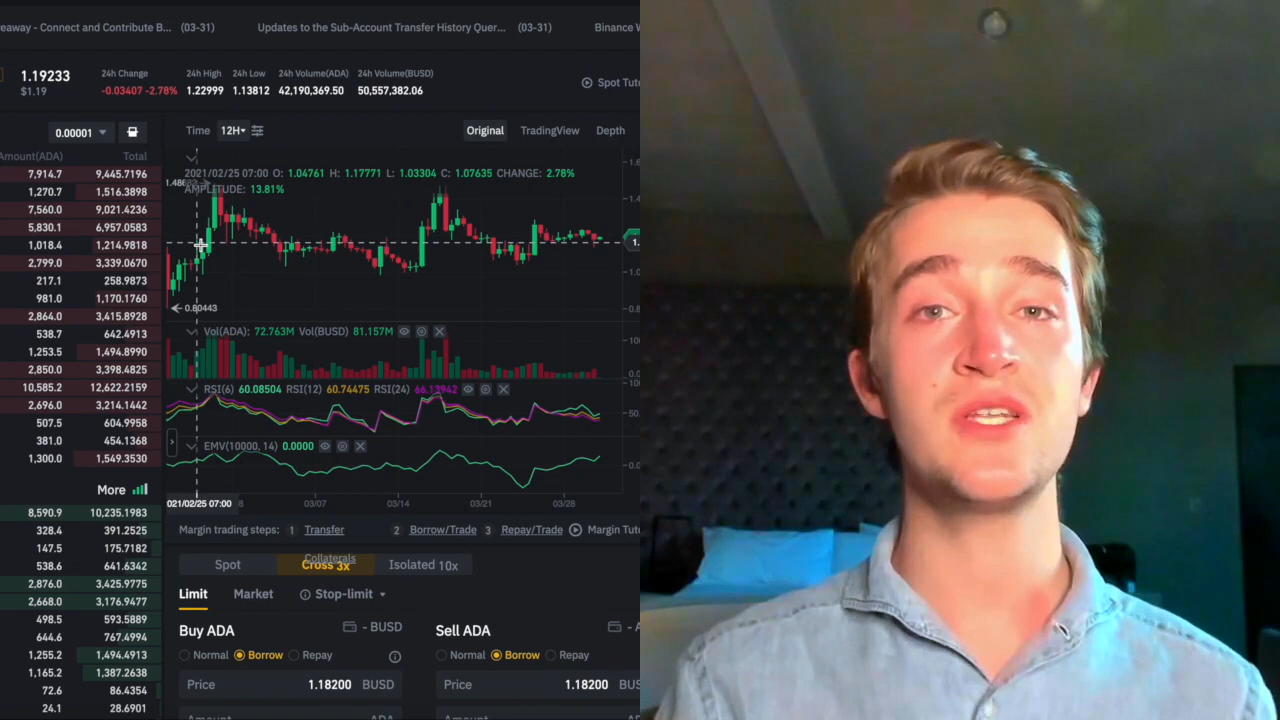 eaway - Connect and Contribute B... (03-31) Updates to the Sub-Account Transfer History Quer... (03-31) Binance
1.19233 24h Change 24h High 24h Low 24h Volume(ADA) 24h Volume(BUSD)
$1.19 -0.03407 -2.78% 1.22999 1.13812 42,190,369.50 50,557,382.06 Spot Tut
0.00001 Time 12H Original TradingView Depth
Amount(ADA) Total
7,914.7 9,445.7196
1,270.7 1,516.3898
7,560.0 9,021.4236
5,830.1 6,957.0583
1,018.4 1,214.9818
2,799.0 3,339.0670
217.1 258.9873
981.0 1,170.1760
2,864.0 3,415.8928
538.7 642.4913
1,253.5 1,494.8990
2,850.0 3,398.4825
10,585.2 12,622.2159
2,696.0 3,214.1442
507.5 604.9958
381.0 454.1368
1,300.0 1,549.3530
More
8,590.9 10,235.1983
328.4 391.2525
147.5 175.7182
538.6 641.6342
2,876.0 3,425.9775
2,668.0 3,176.9477
498.5 593.5889
644.6 767.4994
1,255.2 1,494.4913
1,165.2 1,387.2638
72.6 86.4354
24.1 28.6901
2021/02/25 07:00 O: 1.04761 H: 1.17771 L: 1.03304 C: 1.07635 CHANGE: 2.78%
AMPLITUDE: 13.81%
0.80443
Vol(ADA): 72.763M Vol(BUSD) 81.157M
RSI(6) 60.08504 RSI(12) 60.74475 RSI(24) 66.13942
EMV(10000,14) 0.0000
021/02/25 07:00 8 03/07 03/14 03/21 03/28
Margin trading steps: 1 Transfer 2 Borrow/Trade 3 Repay/Trade Margin Tut
Collaterals
Spot Cross 3x Isolated 10x
Limit Market Stop-limit
Buy ADA - BUSD Sell ADA
Normal Borrow Repay Normal Borrow Repay
Price 1.18200 BUSD Price 1.18200 BUS